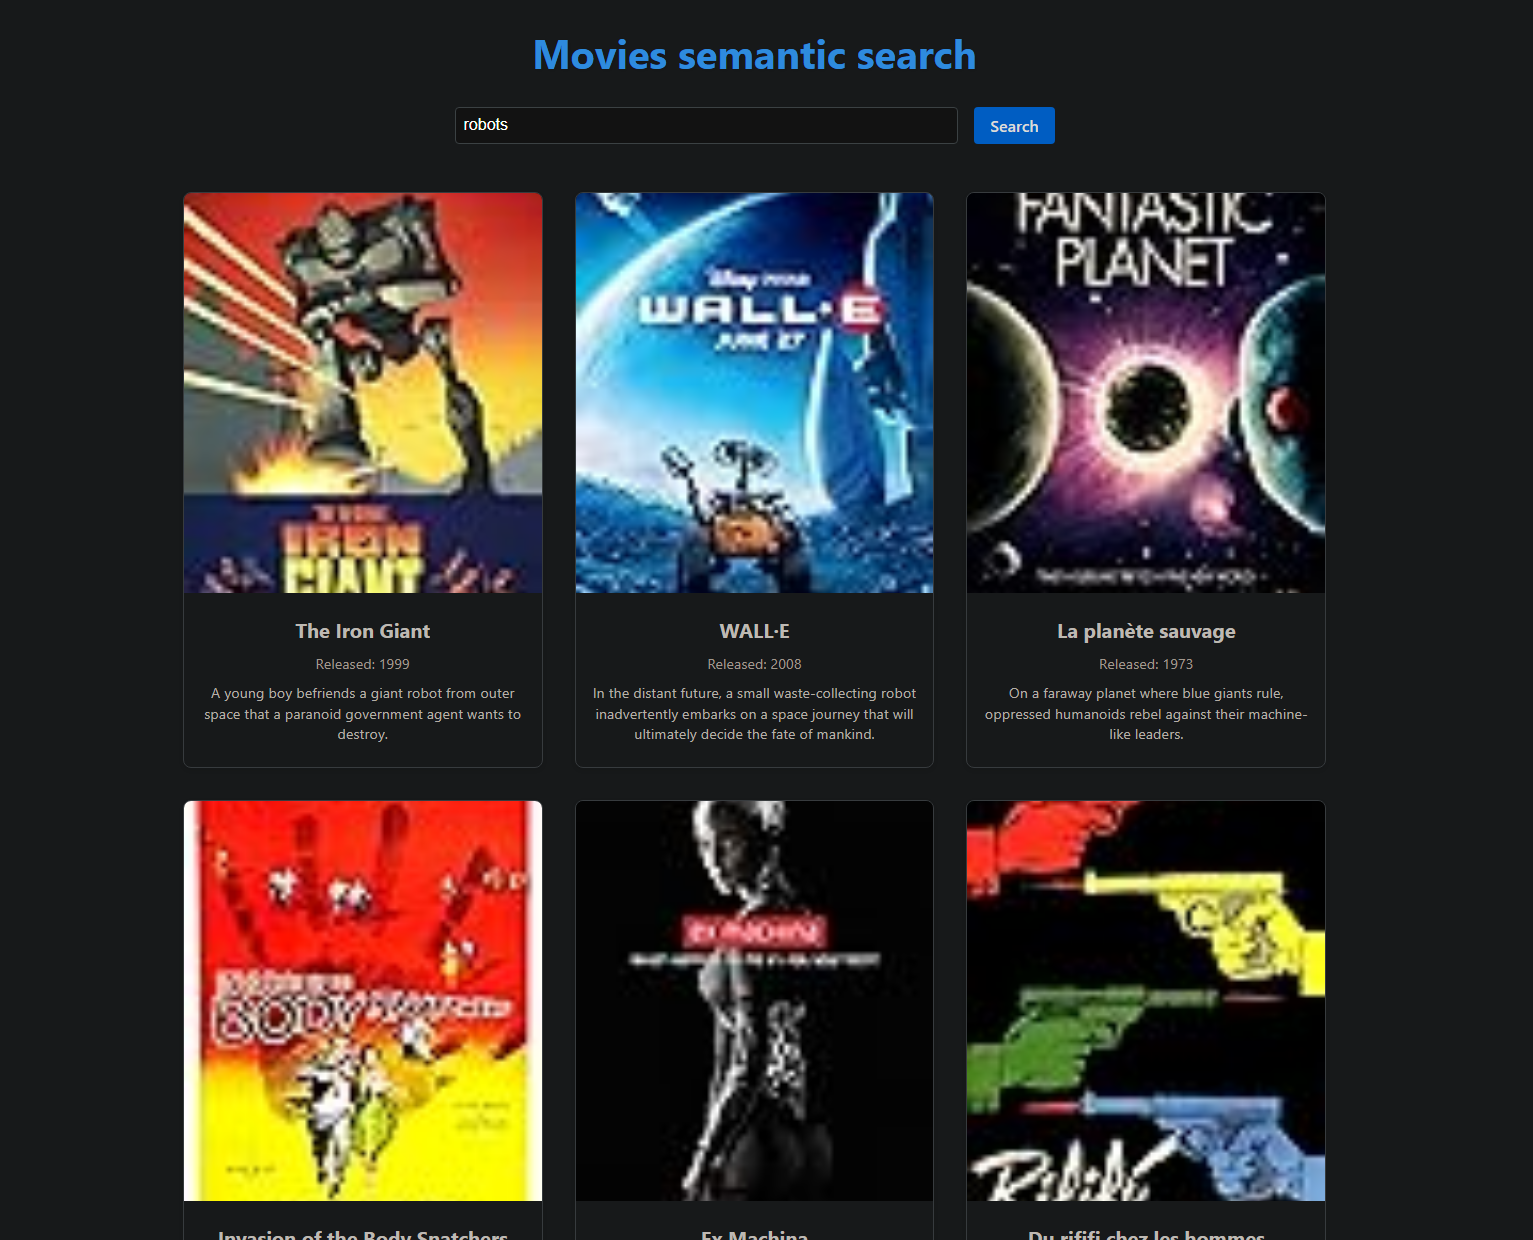 Movies semantic search
robots
Search
IRON
GIANT
Disney PIXAR
WALL·E
JUNE 27
FANTASTIC
PLANET
The Iron Giant
Released: 1999
A young boy befriends a giant robot from outer
space that a paranoid government agent wants to
destroy.
WALL·E
Released: 2008
In the distant future, a small waste-collecting robot
inadvertently embarks on a space journey that will
ultimately decide the fate of mankind.
La planète sauvage
Released: 1973
On a faraway planet where blue giants rule,
oppressed humanoids rebel against their machine-
like leaders.
BODY
EX MACHINA
Rififi
Invasion of the Body Snatchers
Ex Machina
Du rififi chez les hommes